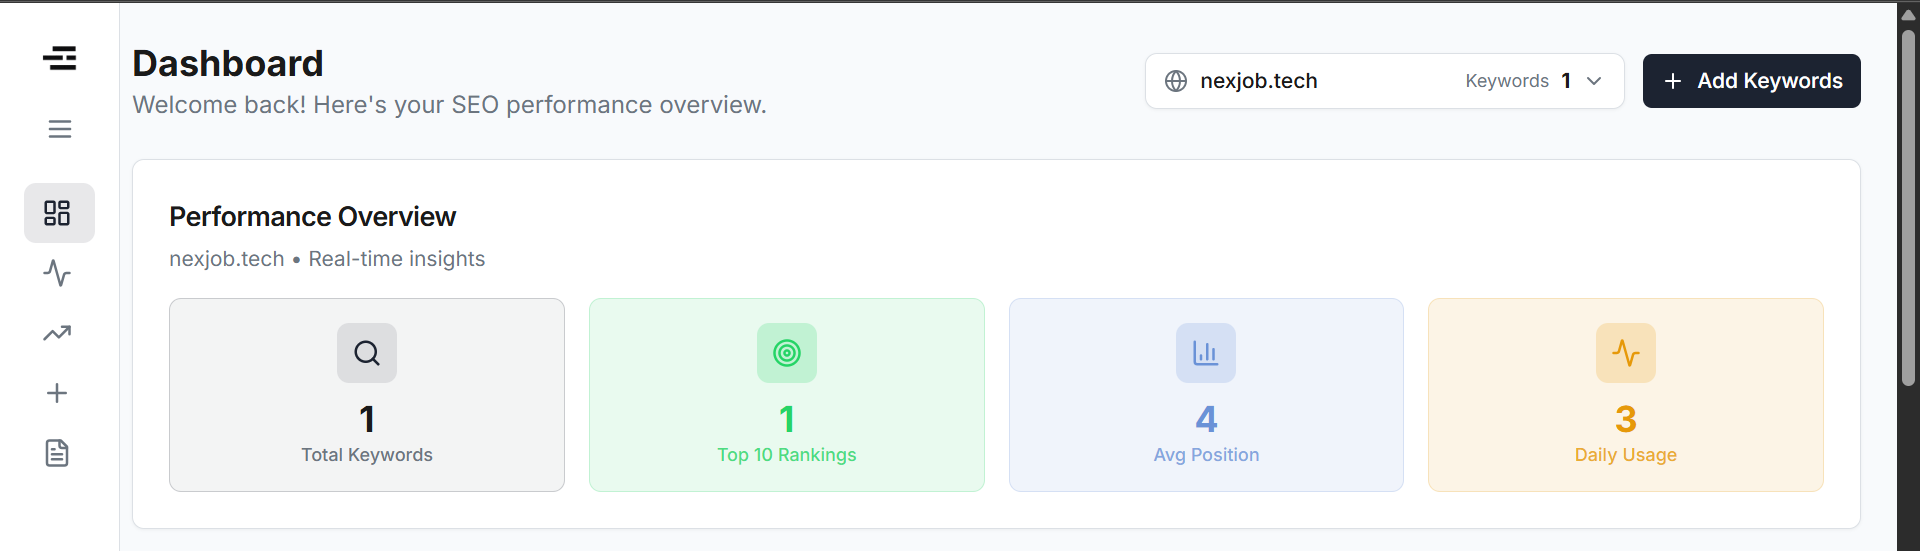 Dashboard
Welcome back! Here's your SEO performance overview.
nexjob.tech
Keywords 1
Add Keywords
Performance Overview
nexjob.tech • Real-time insights
1
Total Keywords
1
Top 10 Rankings
4
Avg Position
3
Daily Usage